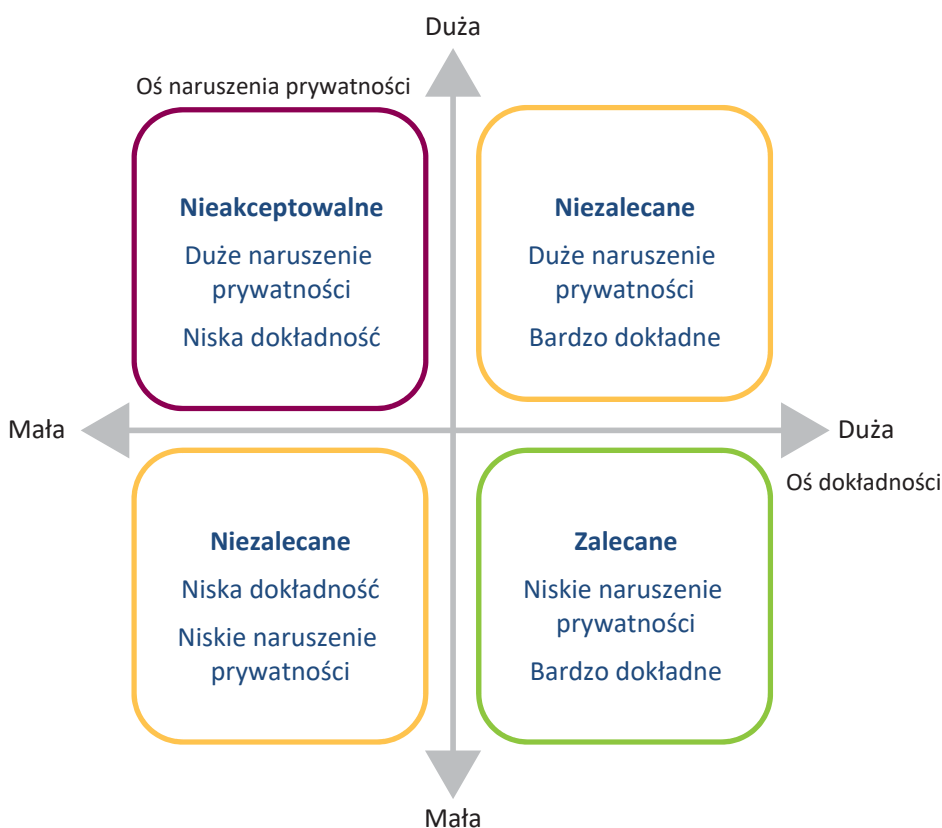 Duża
Oś naruszenia prywatności
Nieakceptowalne
Duże naruszenie
prywatności
Niska dokładność
Niezalecane
Duże naruszenie
prywatności
Bardzo dokładne
Mała
Duża
Oś dokładności
Niezalecane
Niska dokładność
Niskie naruszenie
prywatności
Zalecane
Niskie naruszenie
prywatności
Bardzo dokładne
Mała